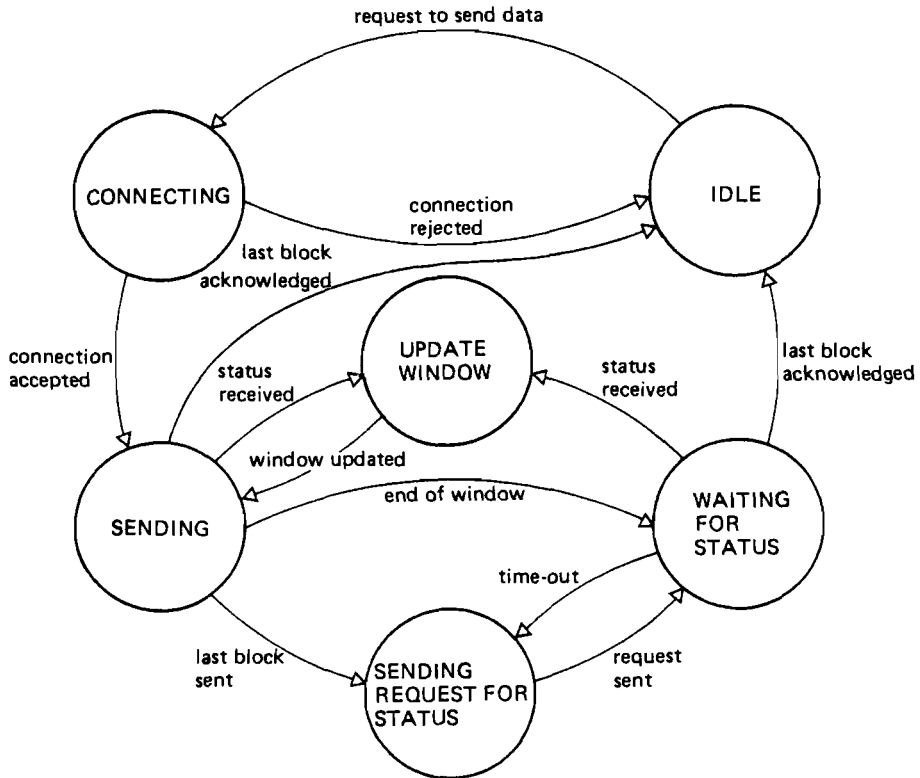 request to send data
CONNECTING
IDLE
connection
rejected
last block
acknowledged
connection
accepted
UPDATE
WINDOW
status
received
status
received
last block
acknowledged
window updated
end of window
SENDING
WAITING
FOR
STATUS
time-out
last block
sent
SENDING
REQUEST FOR
STATUS
request
sent